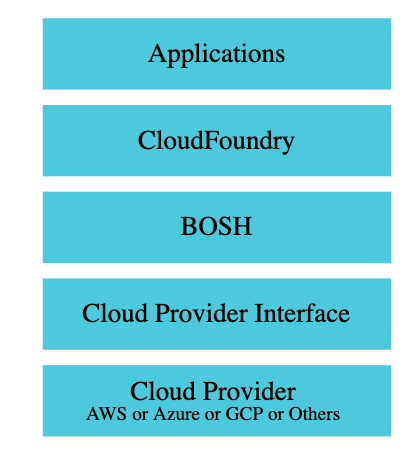 Applications
CloudFoundry
BOSH
Cloud Provider Interface
Cloud Provider
AWS or Azure or GCP or Others